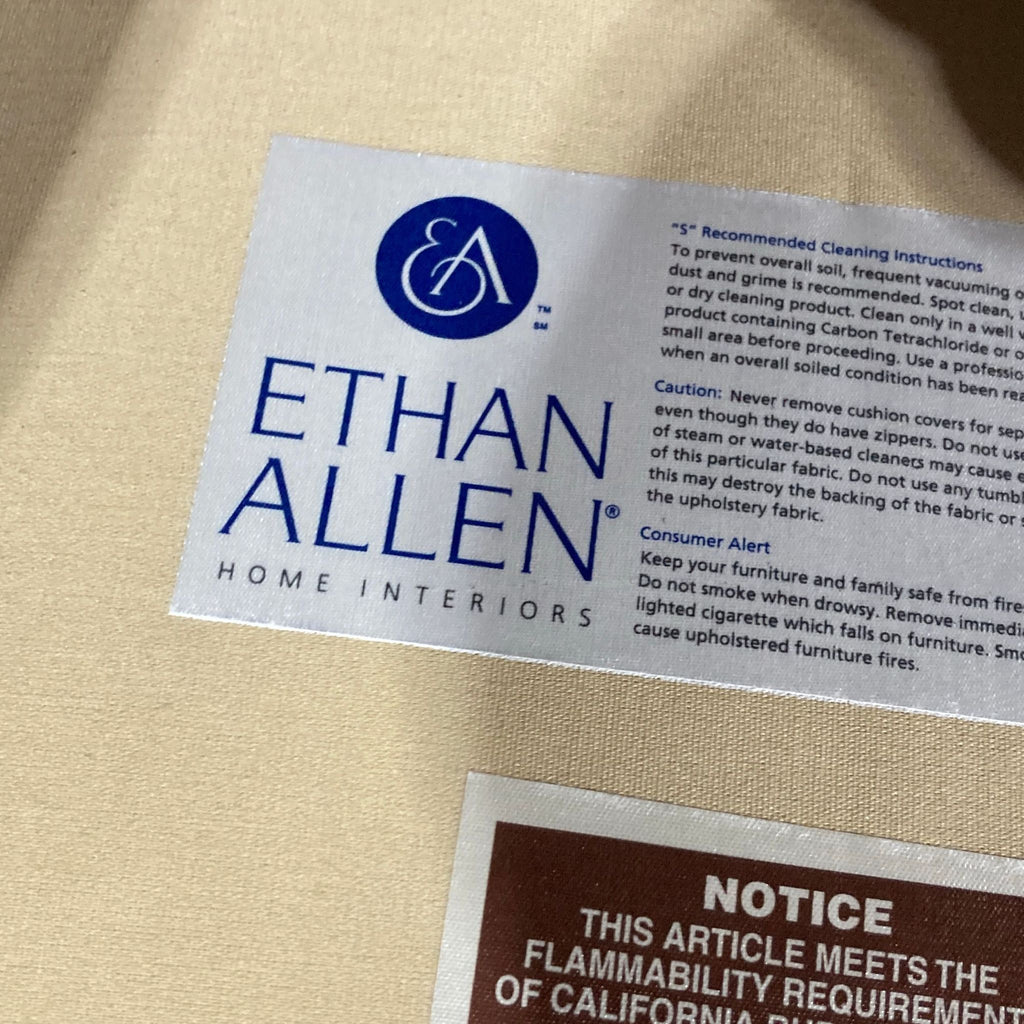 EA
™
SM
ETHAN
ALLEN®
HOME INTERIORS
"S" Recommended Cleaning Instructions
To prevent overall soil, frequent vacuuming
dust and grime is recommended. Spot clean,
or dry cleaning product. Clean only in a well
product containing Carbon Tetrachloride or
small area before proceeding. Use a
when an overall soiled condition has been
Caution: Never remove cushion covers for
even though they do have zippers. Do not use
of steam or water-based cleaners may cause
of this particular fabric. Do not use any
this may destroy the backing of the fabric or
the upholstery fabric.
Consumer Alert
Keep your furniture and family safe from
Do not smoke when drowsy. Remove
lighted cigarette which falls on furniture.
cause upholstered furniture fires.
NOTICE
THIS ARTICLE MEETS THE
FLAMMABILITY REQUIREMENT
OF CALIFORNIA